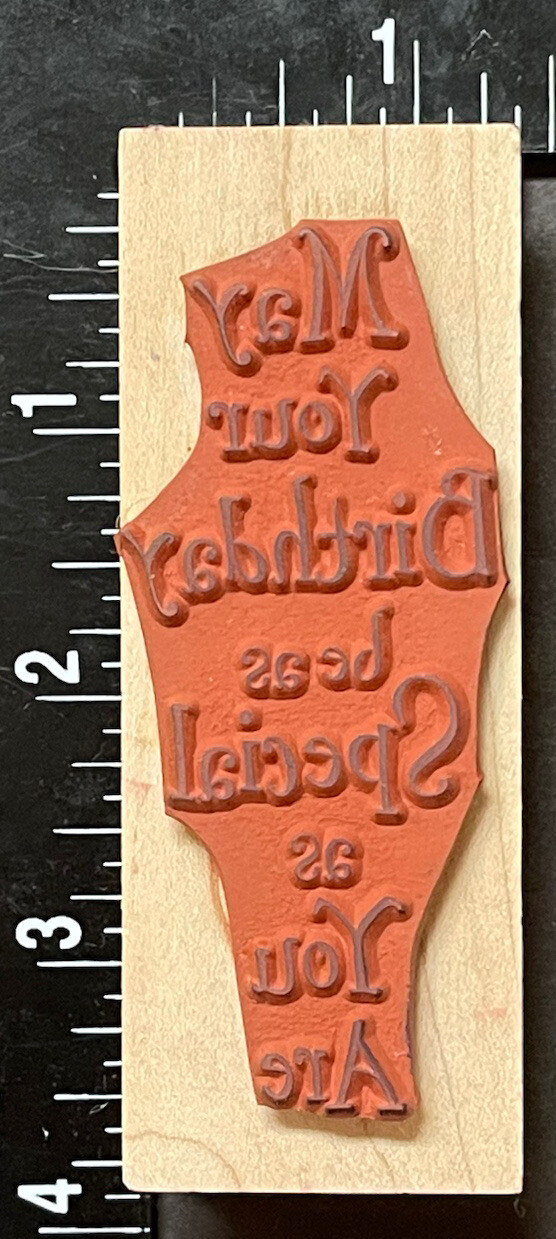 1
May
Your
1
Birthday
be as
2
Special
as
You
3
Are
4